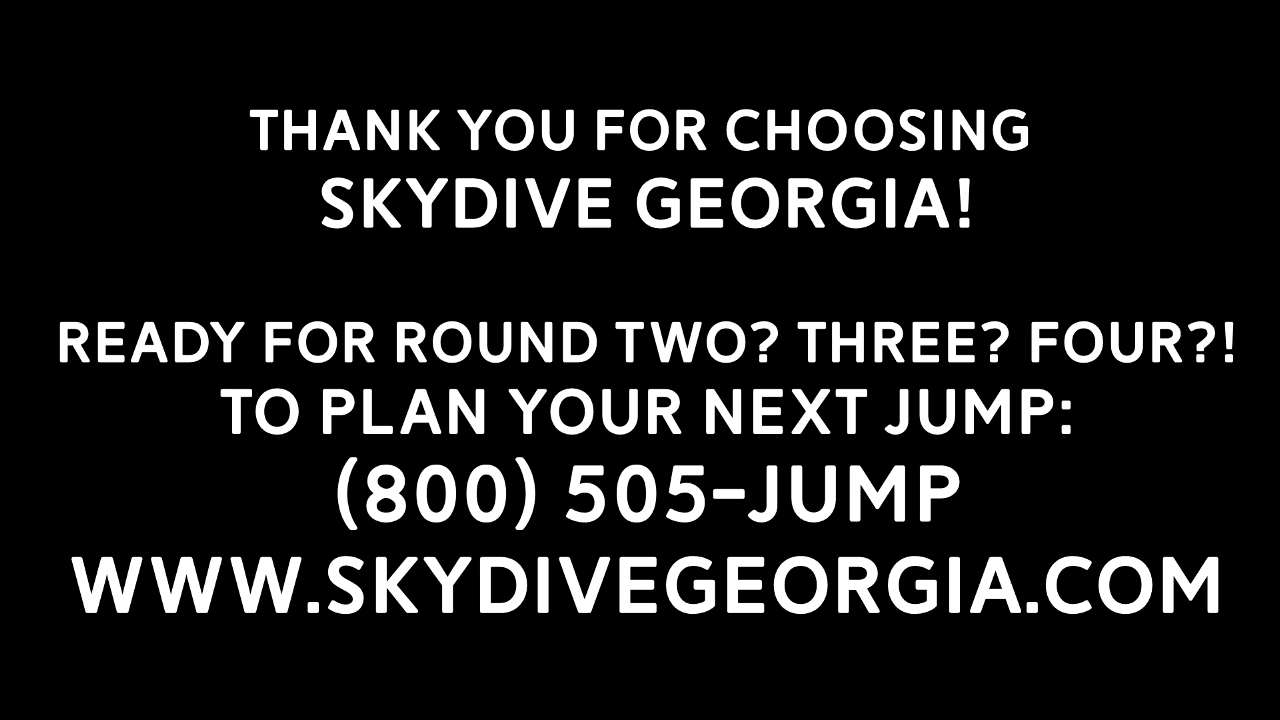 THANK YOU FOR CHOOSING
SKYDIVE GEORGIA!
READY FOR ROUND TWO? THREE? FOUR?!
TO PLAN YOUR NEXT JUMP:
(800) 505-JUMP
WWW.SKYDIVEGEORGIA.COM